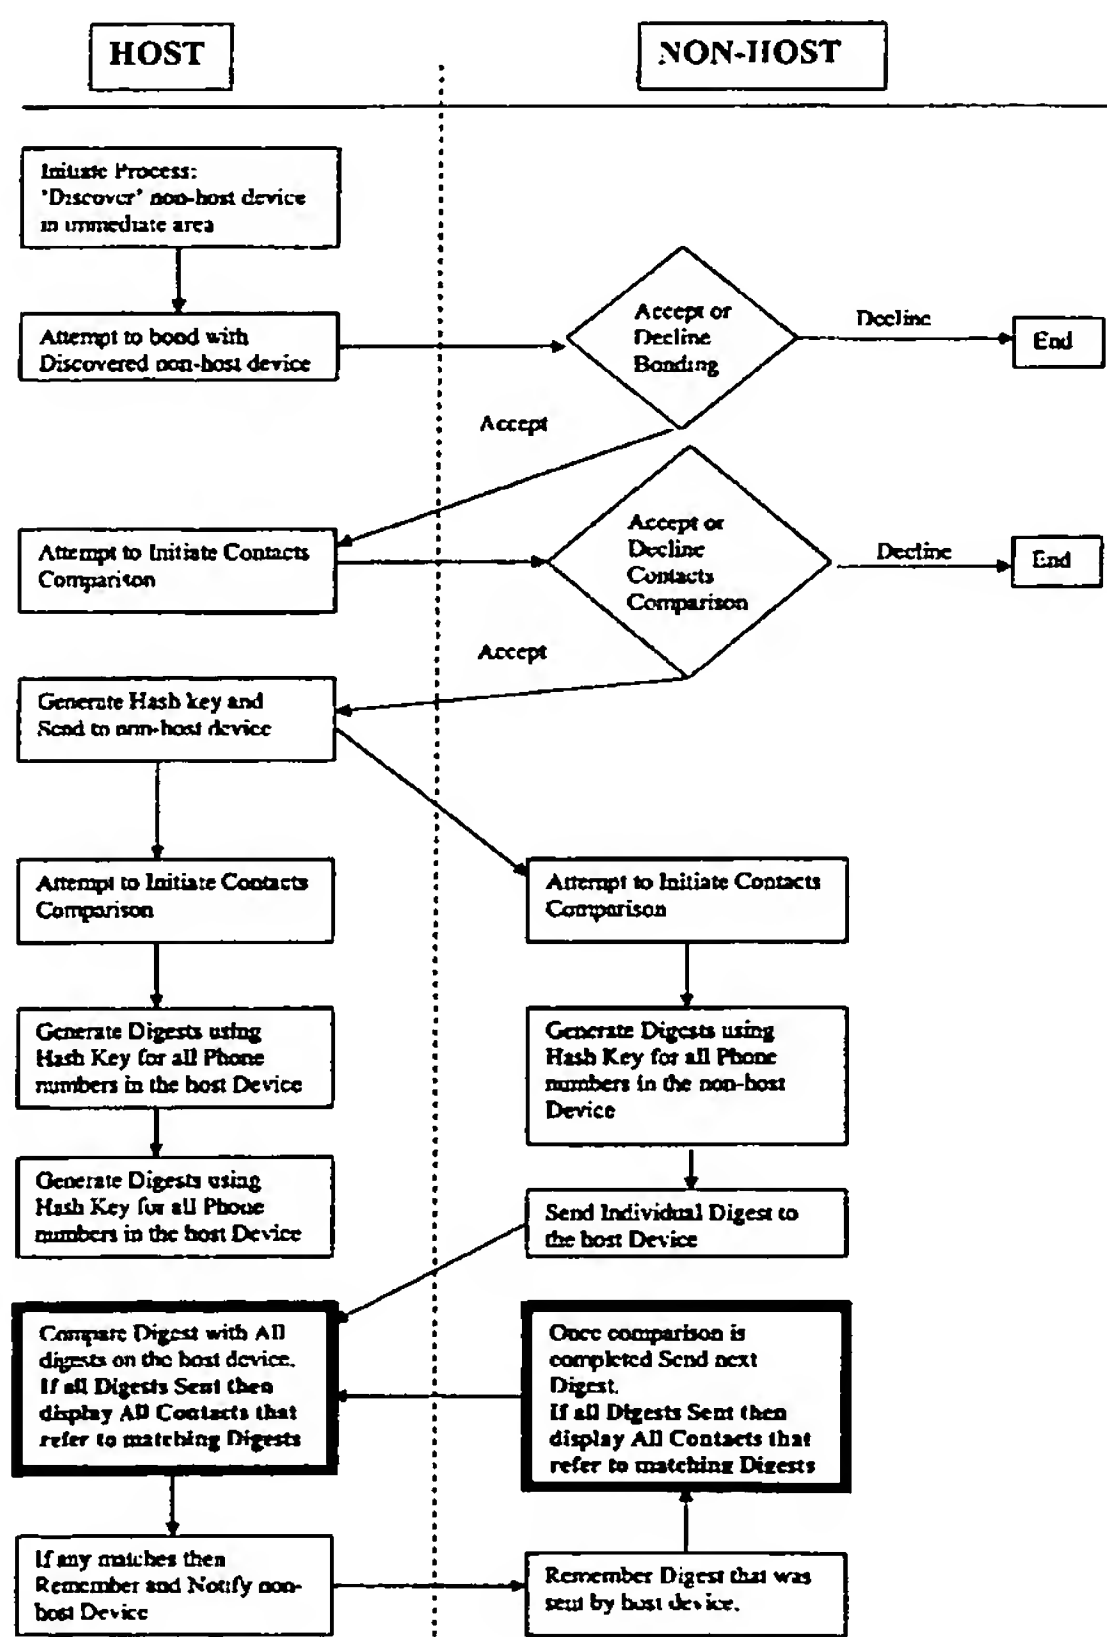 HOST
NON-HOST
Initiate Process:
'Discover' non-host device
in immediate area
Attempt to bond with
Discovered non-host device
Accept or
Decline
Bonding
Decline
End
Accept
Attempt to Initiate Contacts
Comparison
Accept or
Decline
Contacts
Comparison
Decline
End
Accept
Generate Hash key and
Send to non-host device
Attempt to Initiate Contacts
Comparison
Attempt to Initiate Contacts
Comparison
Generate Digests using
Hash Key for all Phone
numbers in the host Device
Generate Digests using
Hash Key for all Phone
numbers in the non-host
Device
Generate Digests using
Hash Key for all Phone
numbers in the host Device
Send Individual Digest to
the host Device
Compare Digest with All
digests on the host device.
If all Digests Sent then
display All Contacts that
refer to matching Digests
Once comparison is
completed Send next
Digest.
If all Digests Sent then
display All Contacts that
refer to matching Digests
If any matches then
Remember and Notify non-
host Device
Remember Digest that was
sent by host device.